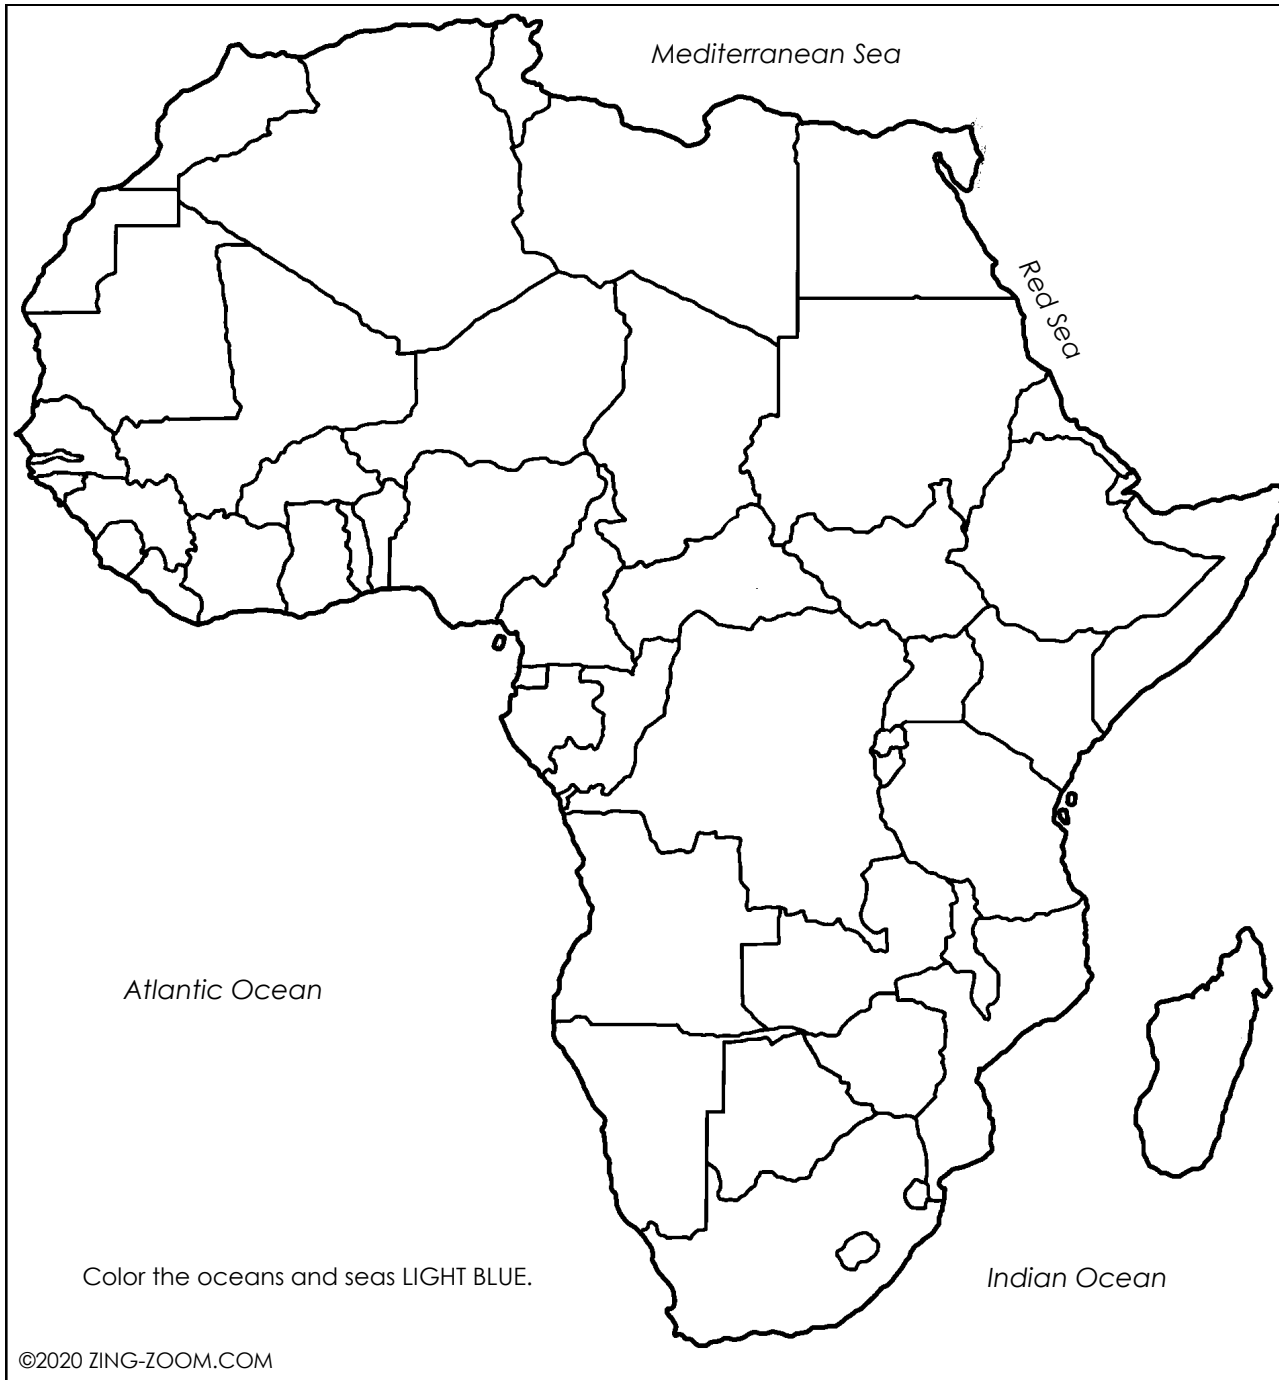 Mediterranean Sea
Red Sea
Atlantic Ocean
Color the oceans and seas LIGHT BLUE.
Indian Ocean
©2020 ZING-ZOOM.COM